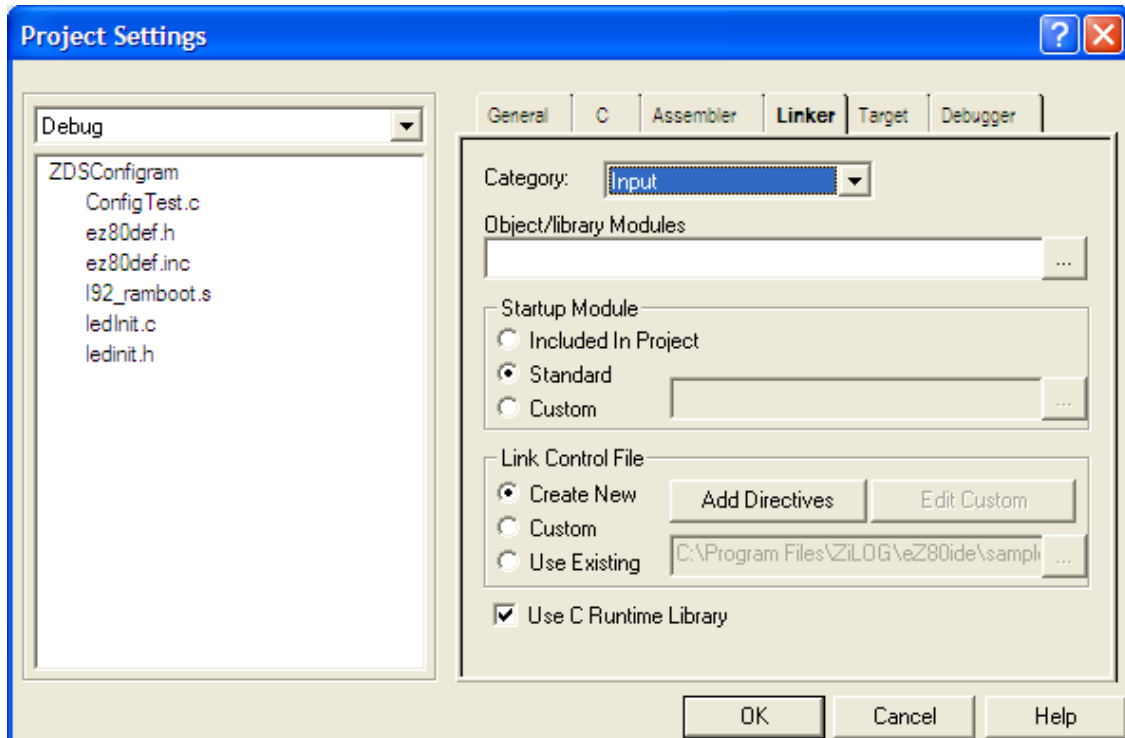 Project Settings
Debug
ZDSConfigram
ConfigTest.c
ez80def.h
ez80def.inc
l92_ramboot.s
ledInit.c
ledinit.h
General C Assembler Linker Target Debugger
Category: Input
Object/library Modules
...
Startup Module
Included In Project
Standard
Custom
...
Link Control File
Create New
Add Directives Edit Custom
Custom
Use Existing C:\Program Files\ZiLOG\eZ80ide\sampl
...
Use C Runtime Library
OK Cancel Help